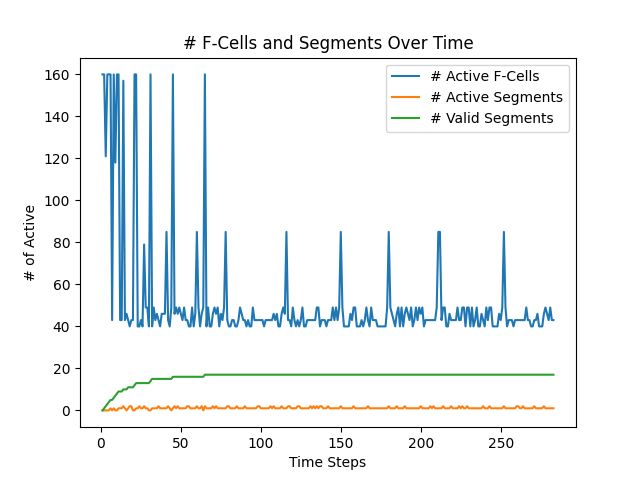 # F-Cells and Segments Over Time
# Active F-Cells
# Active Segments
# Valid Segments
# of Active
160
140
120
100
80
60
40
20
0
0 50 100 150 200 250
Time Steps